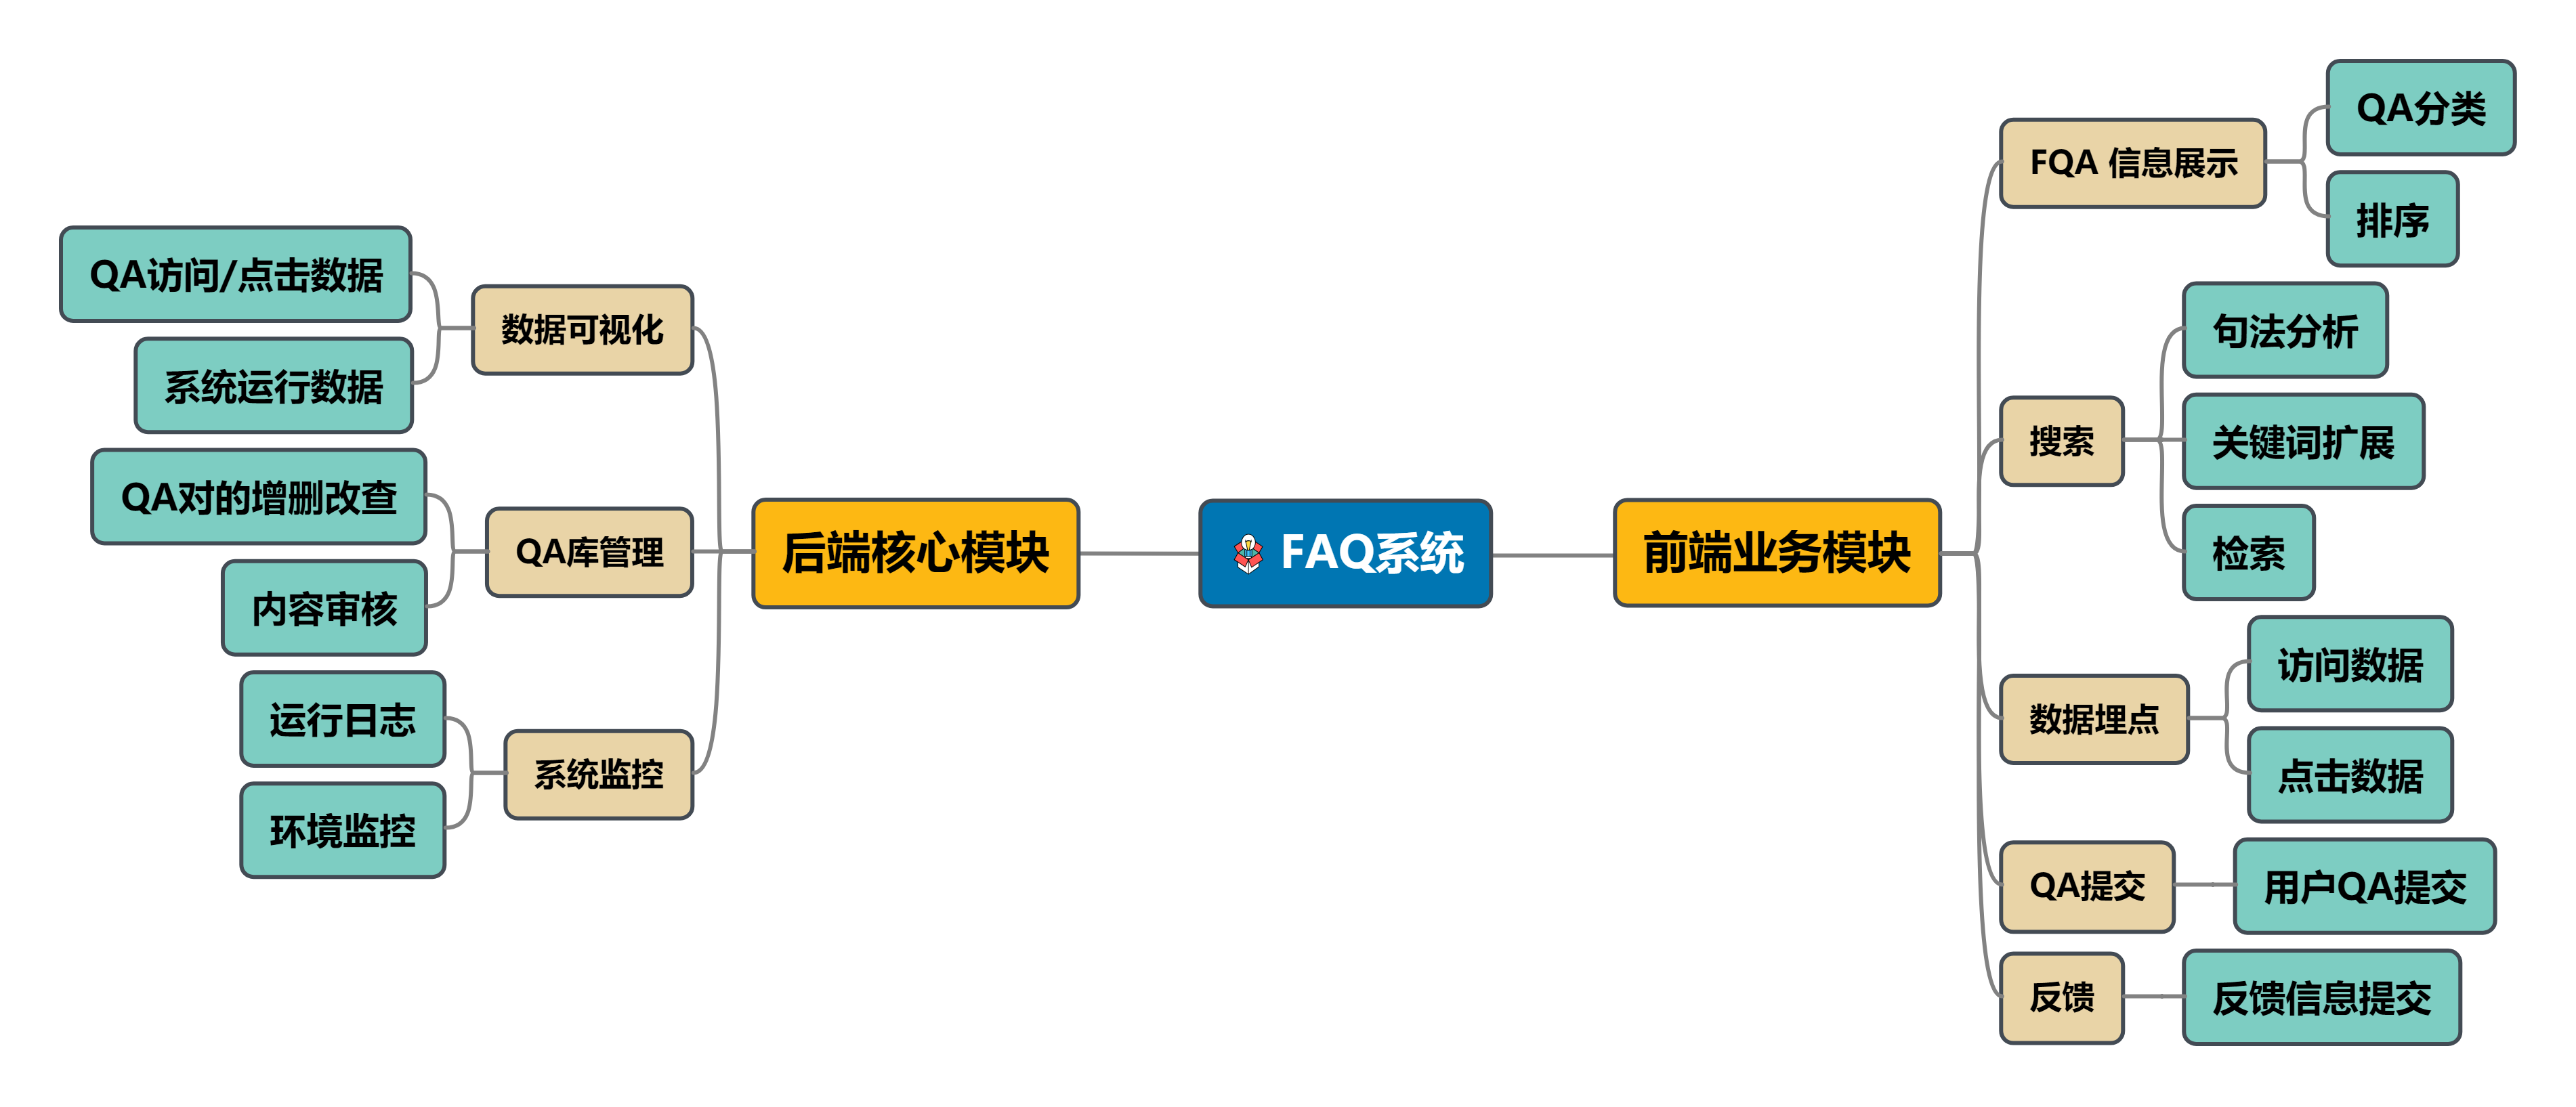 FAQ系统
前端业务模块
FQA 信息展示
QA分类
排序
搜索
句法分析
关键词扩展
检索
数据埋点
访问数据
点击数据
QA提交
用户QA提交
反馈
反馈信息提交
后端核心模块
数据可视化
QA访问/点击数据
系统运行数据
QA库管理
QA对的增删改查
内容审核
系统监控
运行日志
环境监控